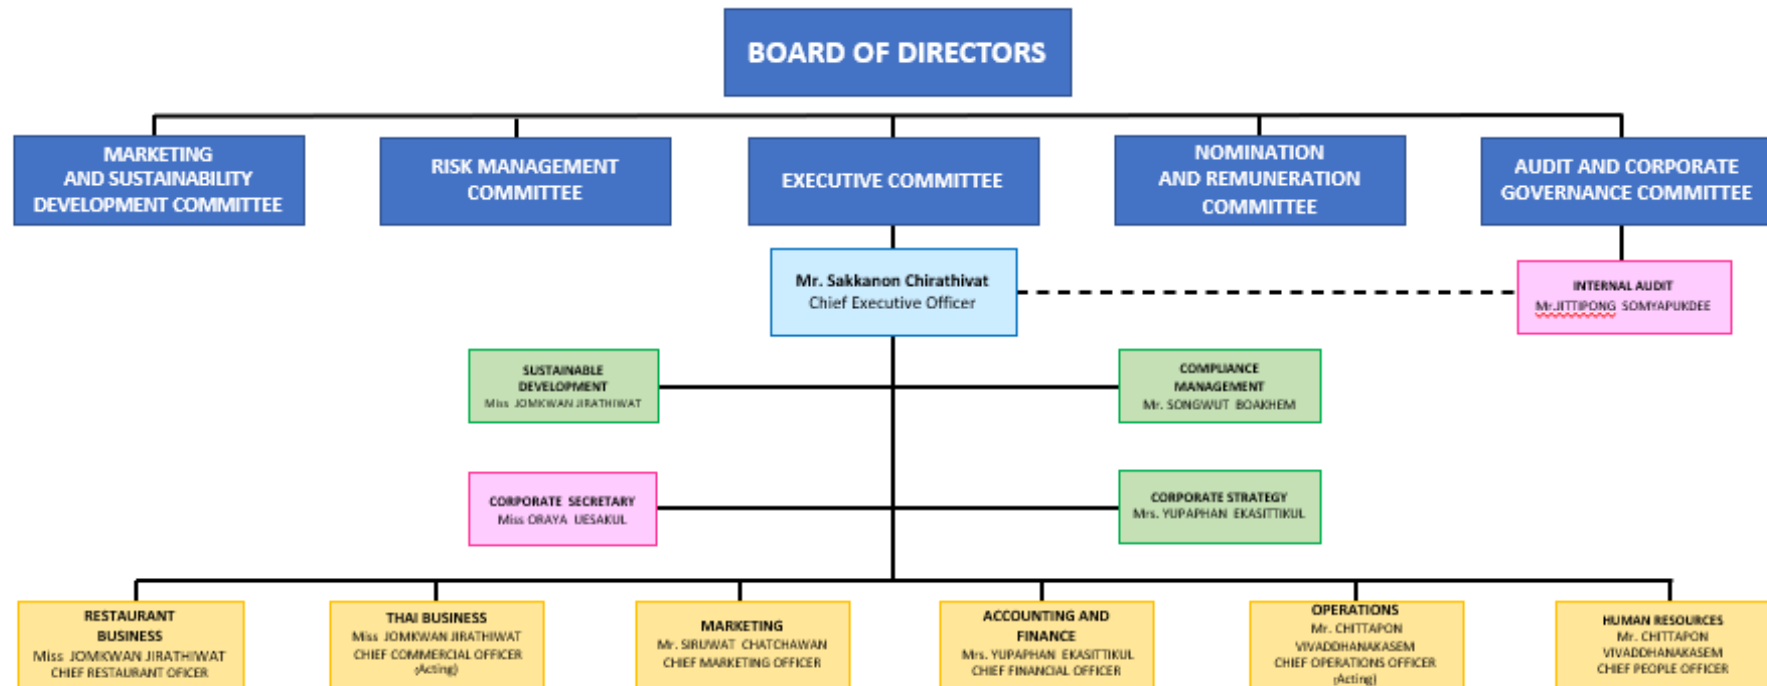 BOARD OF DIRECTORS
MARKETING
AND SUSTAINABILITY
DEVELOPMENT COMMITTEE
RISK MANAGEMENT
COMMITTEE
EXECUTIVE COMMITTEE
NOMINATION
AND REMUNERATION
COMMITTEE
AUDIT AND CORPORATE
GOVERNANCE COMMITTEE
Mr. Sakkanon Chirathivat
Chief Executive Officer
INTERNAL AUDIT
Mr.JITTIPONG SOMYAPUKDEE
SUSTAINABLE
DEVELOPMENT
Miss JOMKWAN JIRATHIWAT
COMPLIANCE
MANAGEMENT
Mr. SONGWUT BOAKHEM
CORPORATE SECRETARY
Miss ORAYA UESAKUL
CORPORATE STRATEGY
Mrs. YUPAPHAN EKASITTIKUL
RESTAURANT
BUSINESS
Miss JOMKWAN JIRATHIWAT
CHIEF RESTAURANT OFICER
THAI BUSINESS
Miss JOMKWAN JIRATHIWAT
CHIEF COMMERCIAL OFFICER
(Acting)
MARKETING
Mr. SIRUWAT CHATCHAWAN
CHIEF MARKETING OFFICER
ACCOUNTING AND
FINANCE
Mrs. YUPAPHAN EKASITTIKUL
CHIEF FINANCIAL OFFICER
OPERATIONS
Mr. CHITTAPON
VIVADDHANAKASEM
CHIEF OPERATIONS OFFICER
(Acting)
HUMAN RESOURCES
Mr. CHITTAPON
VIVADDHANAKASEM
CHIEF PEOPLE OFFICER